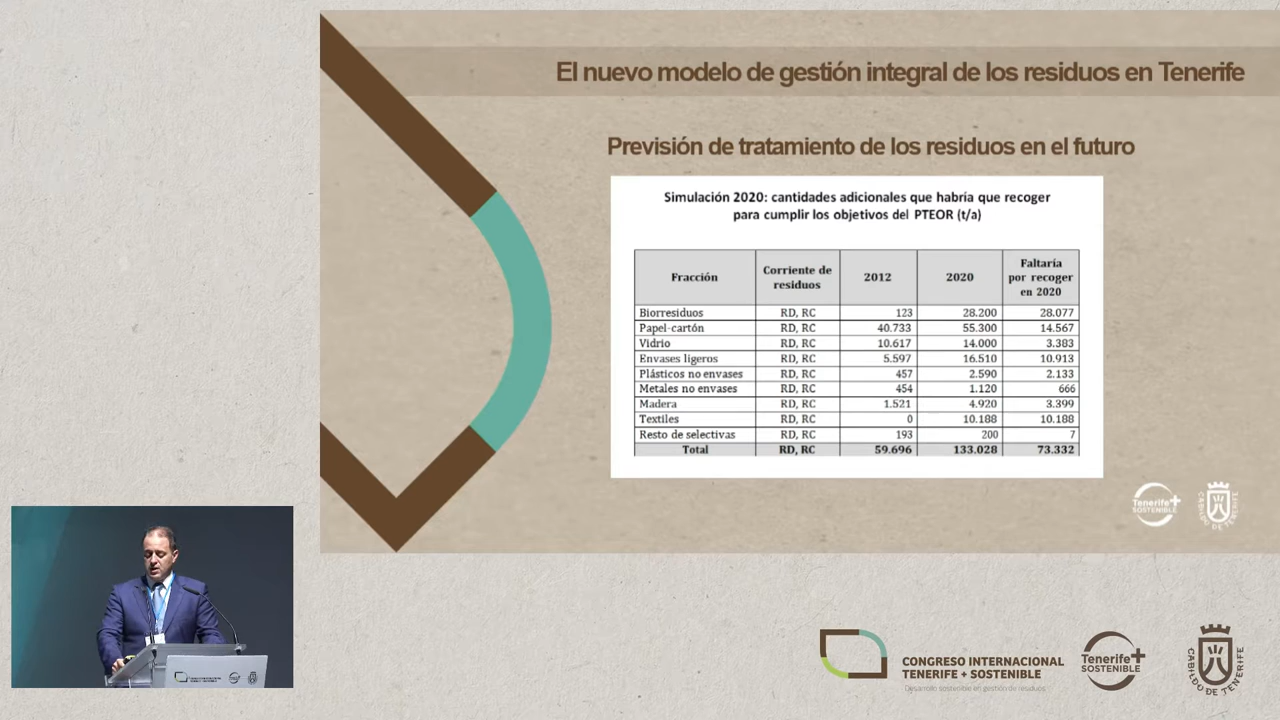 El nuevo modelo de gestión integral de los residuos en Tenerife
Previsión de tratamiento de los residuos en el futuro
Simulación 2020: cantidades adicionales que habría que recoger
para cumplir los objetivos del PTEOR (t/a)
Fracción Corriente de residuos 2012 2020 Faltaría por recoger en 2020
Biorresiduos RD, RC 123 28.200 28.077
Papel-cartón RD, RC 40.733 55.300 14.567
Vidrio RD, RC 10.617 14.000 3.383
Envases ligeros RD, RC 5.597 16.510 10.913
Plásticos no envases RD, RC 457 2.590 2.133
Metales no envases RD, RC 454 1.120 666
Madera RD, RC 1.521 4.920 3.399
Textiles RD, RC 0 10.188 10.188
Resto de selectivas RD, RC 193 200 7
Total RD, RC 59.696 133.028 73.332
Tenerife+
SOSTENIBLE
CABILDO DE TENERIFE
CONGRESO INTERNACIONAL
TENERIFE + SOSTENIBLE
Desarrollo sostenible en gestión de residuos
Tenerife+
SOSTENIBLE
CABILDO DE TENERIFE